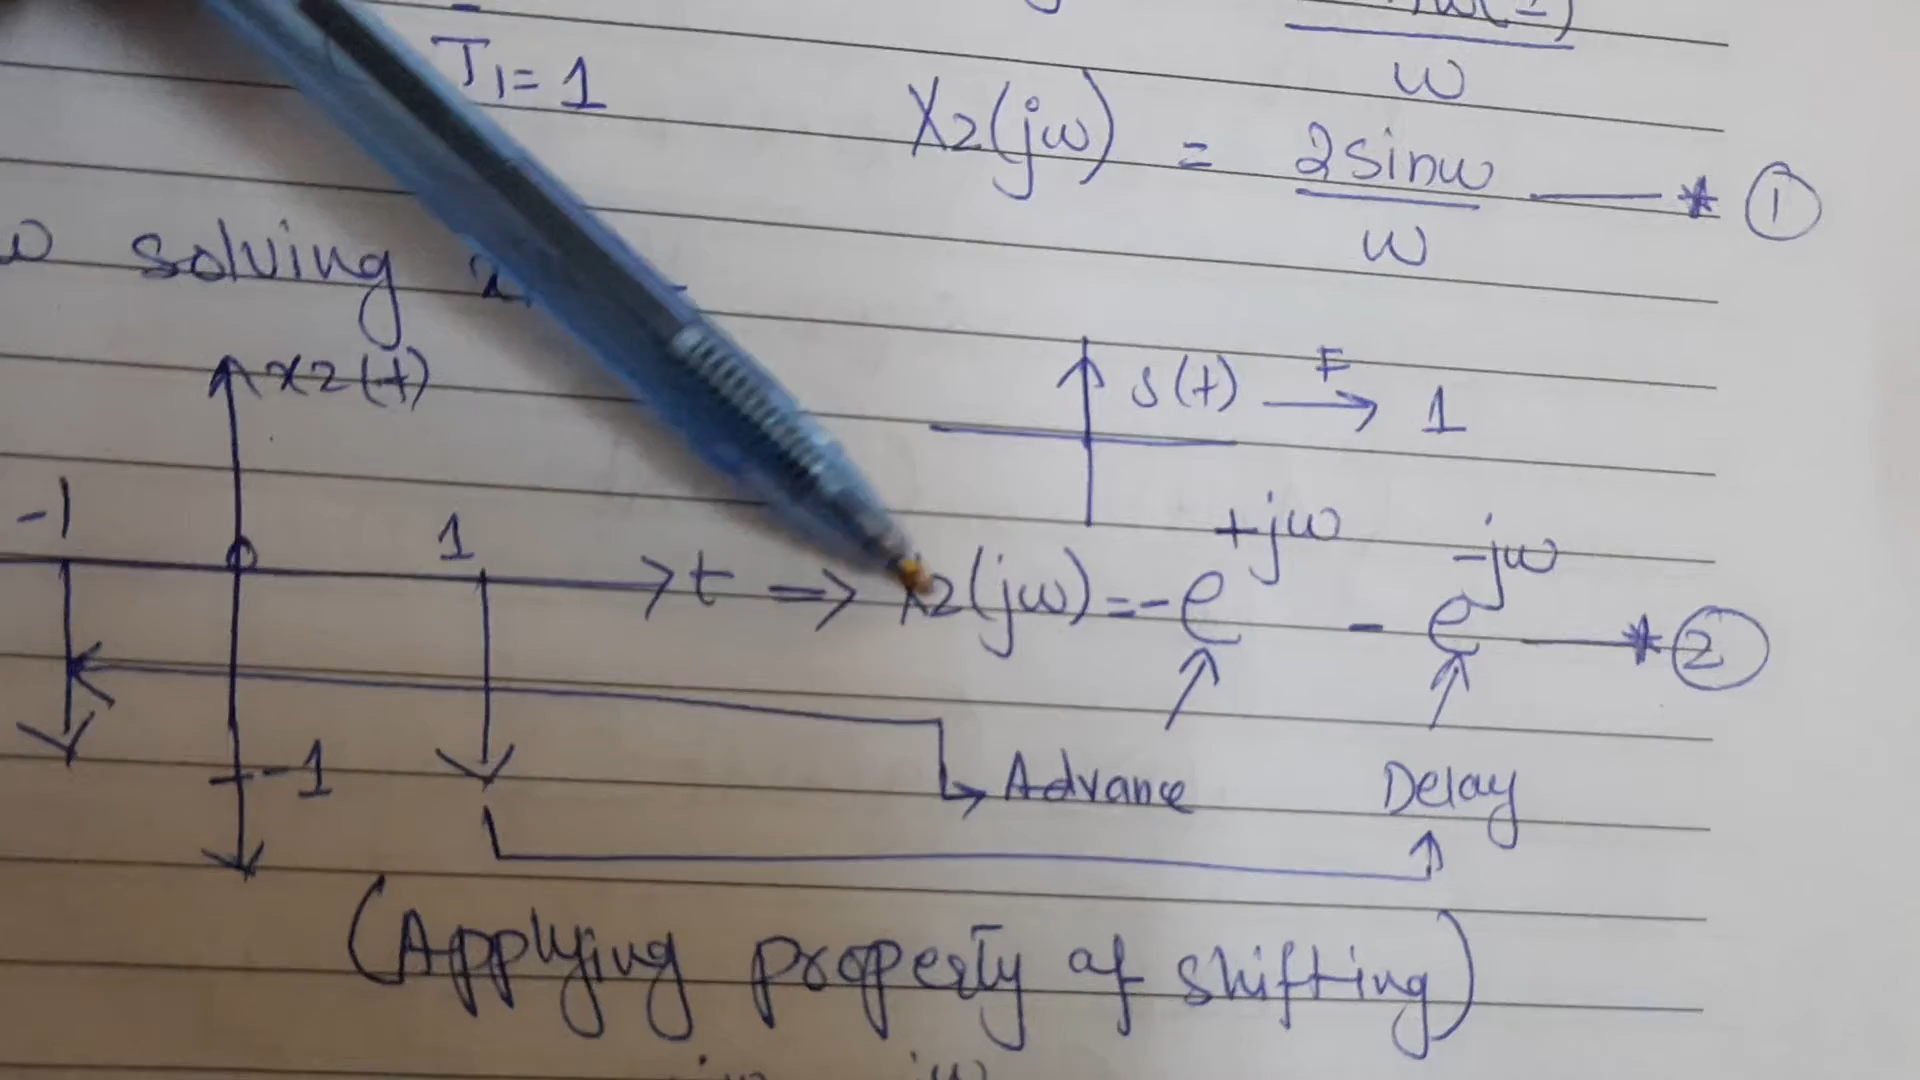 T1 = 1
ω
X2(jω) = 2sinω / ω —* ①
solving
x2(t)
δ(t) F→ 1
-1
1
→ t ⇒ X2(jω) = -e^{+jω} - e^{-jω} —* ②
-1
Advance
Delay
(Applying property of shifting)